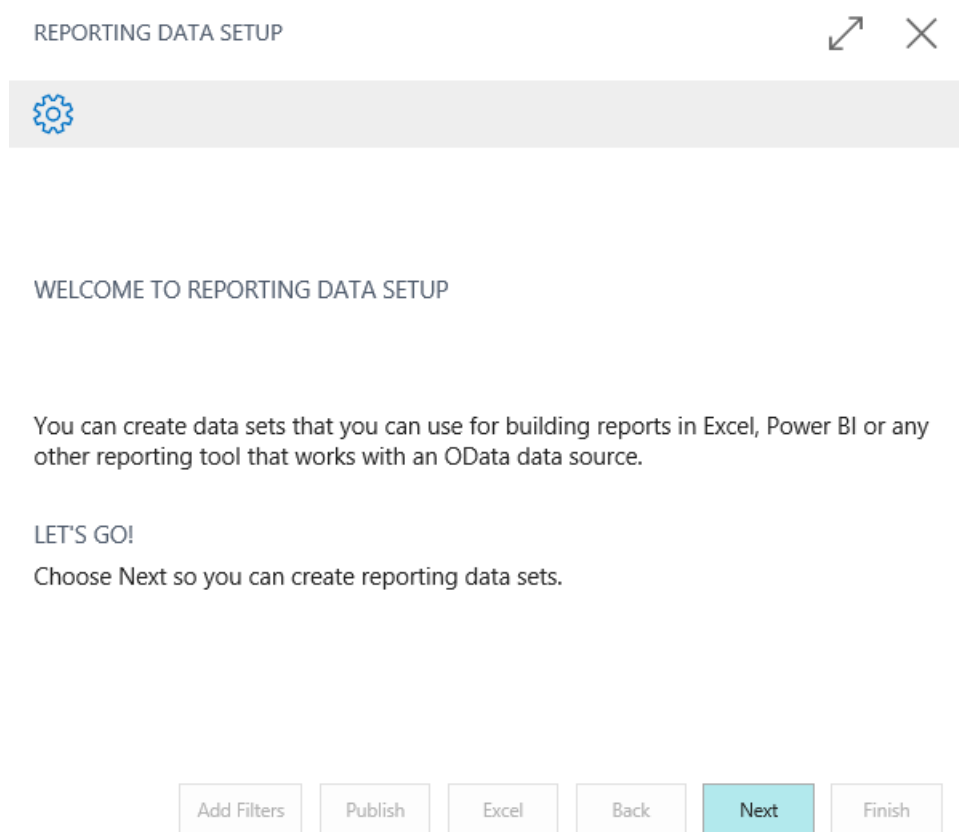 REPORTING DATA SETUP
WELCOME TO REPORTING DATA SETUP
You can create data sets that you can use for building reports in Excel, Power BI or any
other reporting tool that works with an OData data source.
LET'S GO!
Choose Next so you can create reporting data sets.
Add Filters Publish Excel Back Next Finish